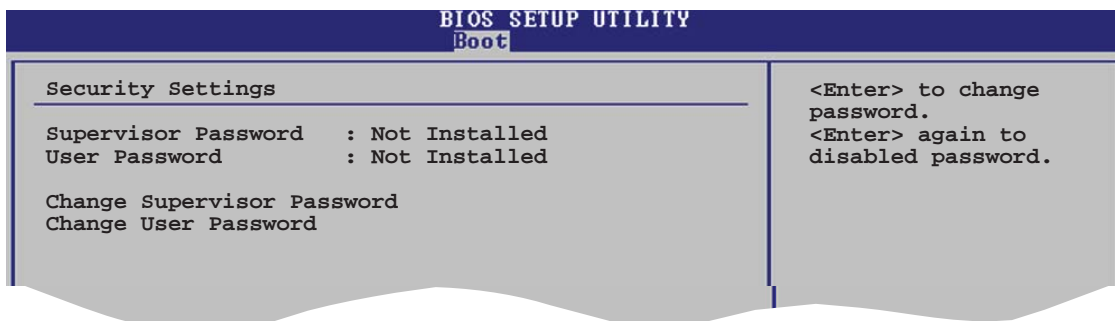 BIOS SETUP UTILITY
Boot
Security Settings
Supervisor Password : Not Installed
User Password : Not Installed
Change Supervisor Password
Change User Password
<Enter> to change
password.
<Enter> again to
disabled password.